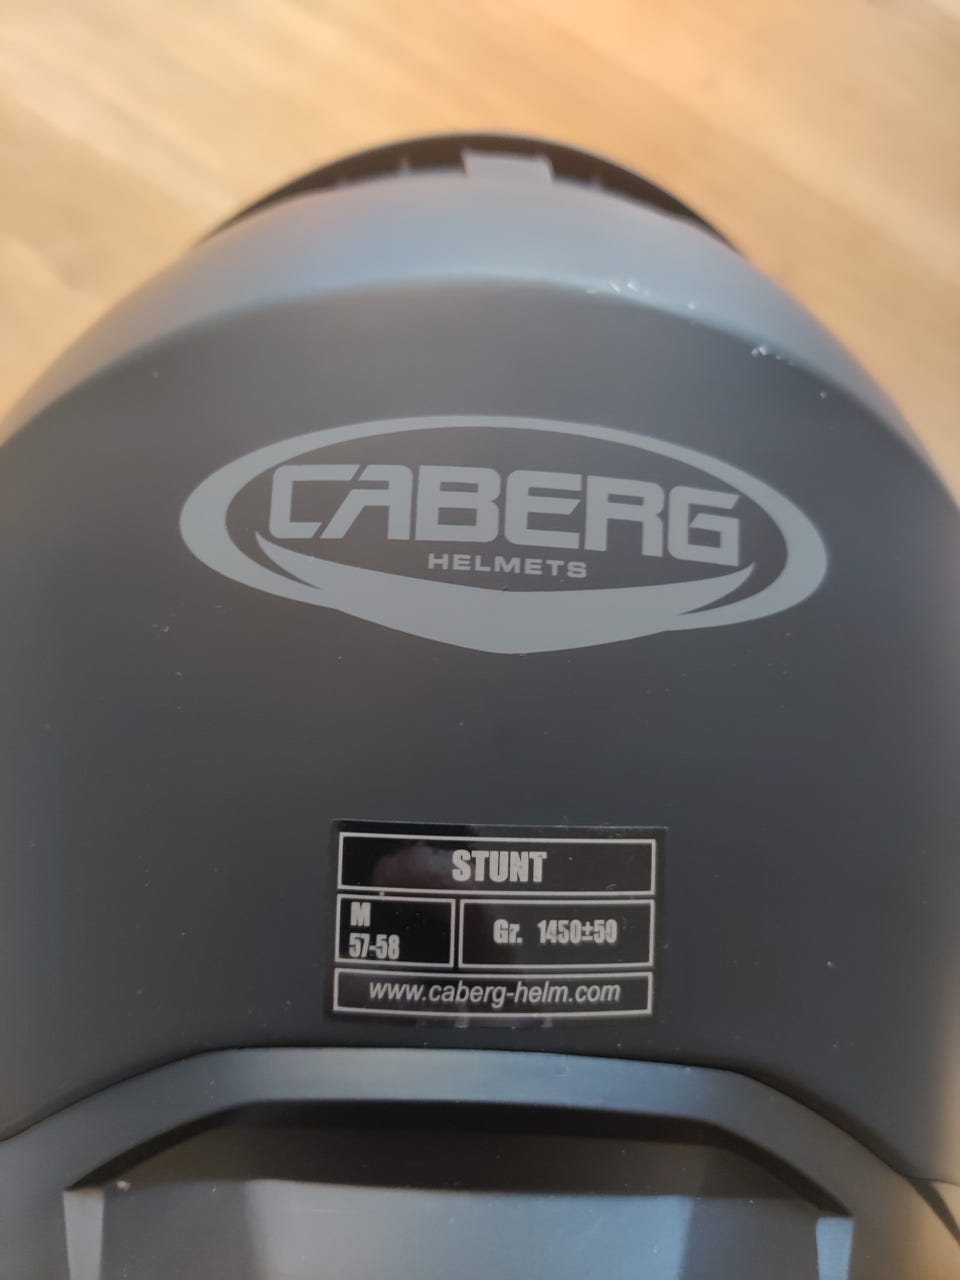 CABERG
HELMETS
STUNT
M
57-58
Gr. 1450±50
www.caberg-helm.com